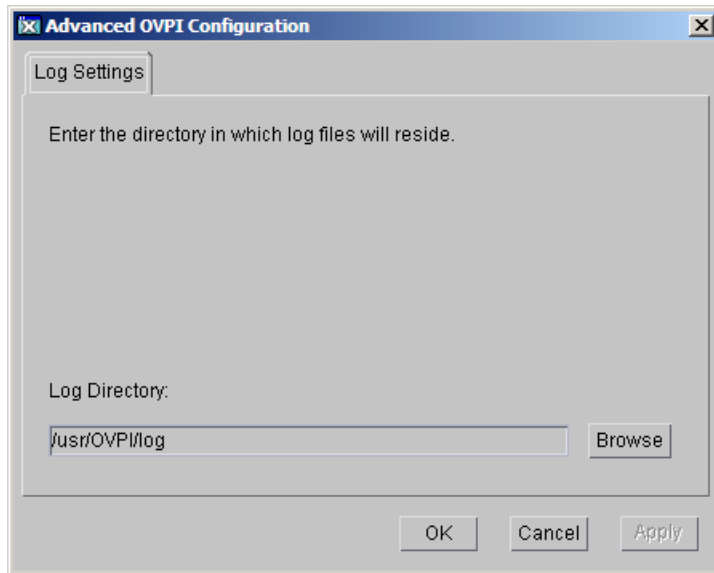 Advanced OVPI Configuration
Log Settings
Enter the directory in which log files will reside.
Log Directory:
/usr/OVPI/log
Browse
OK
Cancel
Apply